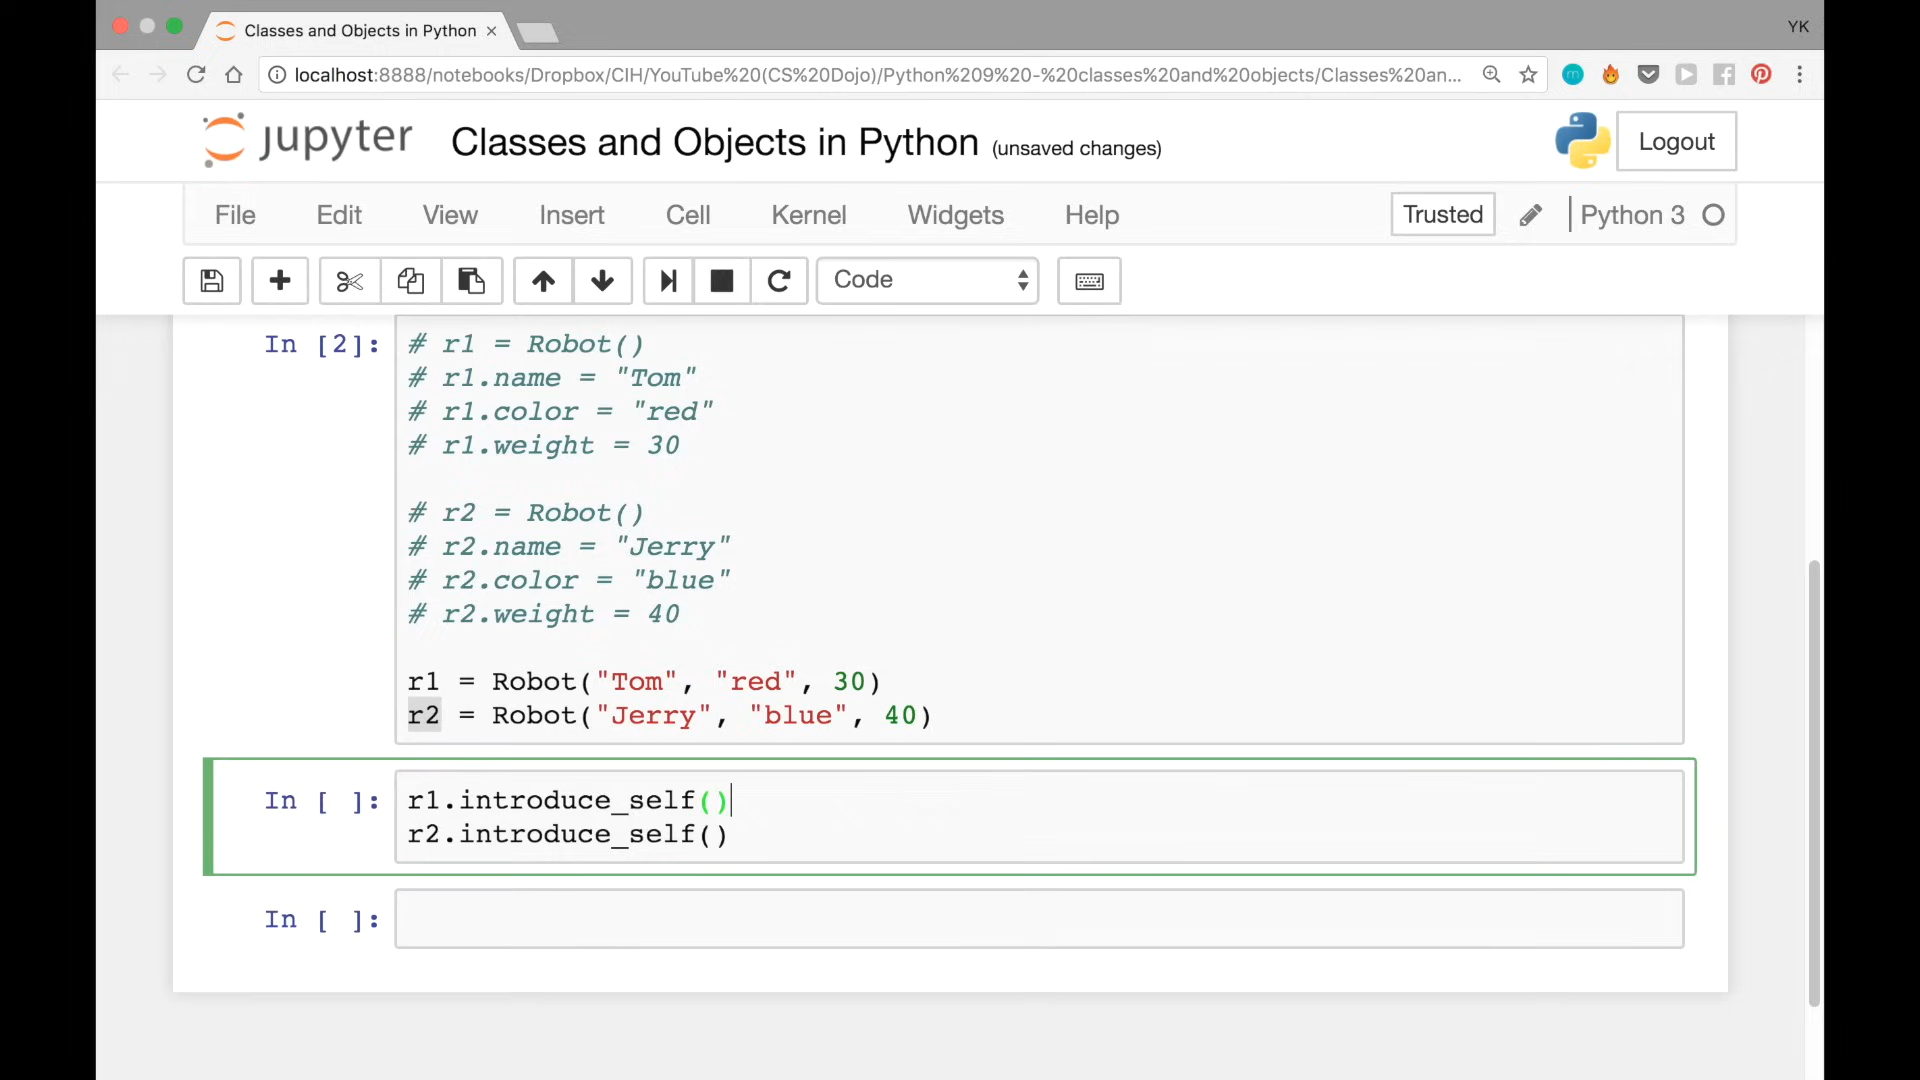 Classes and Objects in Python
YK
localhost:8888/notebooks/Dropbox/CIH/YouTube%20(CS%20Dojo)/Python%209%20-%20classes%20and%20objects/Classes%20an...
jupyter Classes and Objects in Python (unsaved changes) Logout
File Edit View Insert Cell Kernel Widgets Help Trusted Python 3
Code
In [2]: # r1 = Robot()
# r1.name = "Tom"
# r1.color = "red"
# r1.weight = 30
# r2 = Robot()
# r2.name = "Jerry"
# r2.color = "blue"
# r2.weight = 40
r1 = Robot("Tom", "red", 30)
r2 = Robot("Jerry", "blue", 40)
In [ ]: r1.introduce_self()
r2.introduce_self()
In [ ]: